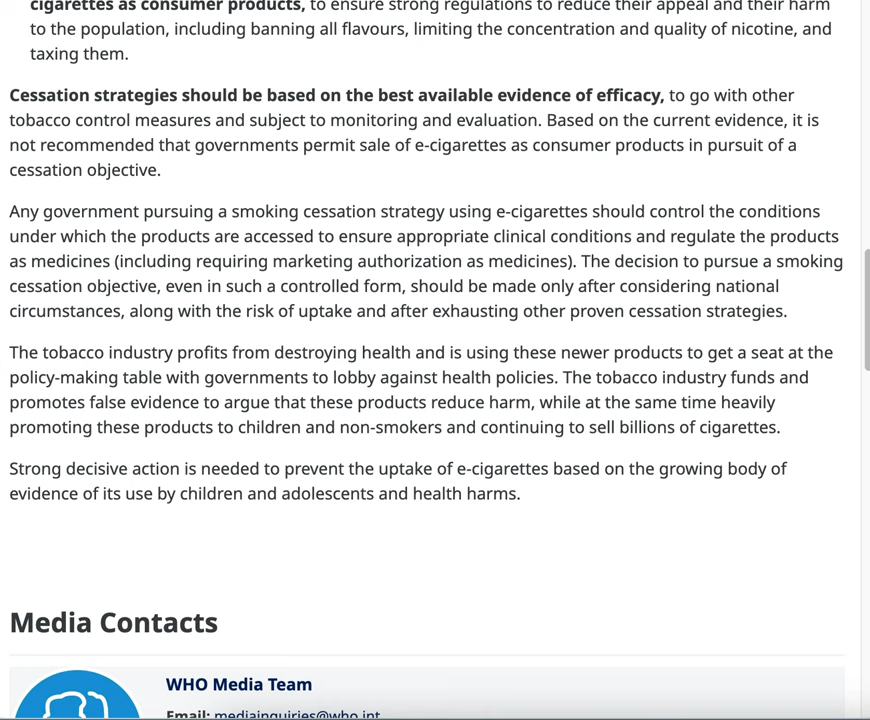 cigarettes as consumer products, to ensure strong regulations to reduce their appeal and their harm
to the population, including banning all flavours, limiting the concentration and quality of nicotine, and
taxing them.
Cessation strategies should be based on the best available evidence of efficacy, to go with other
tobacco control measures and subject to monitoring and evaluation. Based on the current evidence, it is
not recommended that governments permit sale of e-cigarettes as consumer products in pursuit of a
cessation objective.
Any government pursuing a smoking cessation strategy using e-cigarettes should control the conditions
under which the products are accessed to ensure appropriate clinical conditions and regulate the products
as medicines (including requiring marketing authorization as medicines). The decision to pursue a smoking
cessation objective, even in such a controlled form, should be made only after considering national
circumstances, along with the risk of uptake and after exhausting other proven cessation strategies.
The tobacco industry profits from destroying health and is using these newer products to get a seat at the
policy-making table with governments to lobby against health policies. The tobacco industry funds and
promotes false evidence to argue that these products reduce harm, while at the same time heavily
promoting these products to children and non-smokers and continuing to sell billions of cigarettes.
Strong decisive action is needed to prevent the uptake of e-cigarettes based on the growing body of
evidence of its use by children and adolescents and health harms.
Media Contacts
WHO Media Team
Email: mediainquiries@who.int